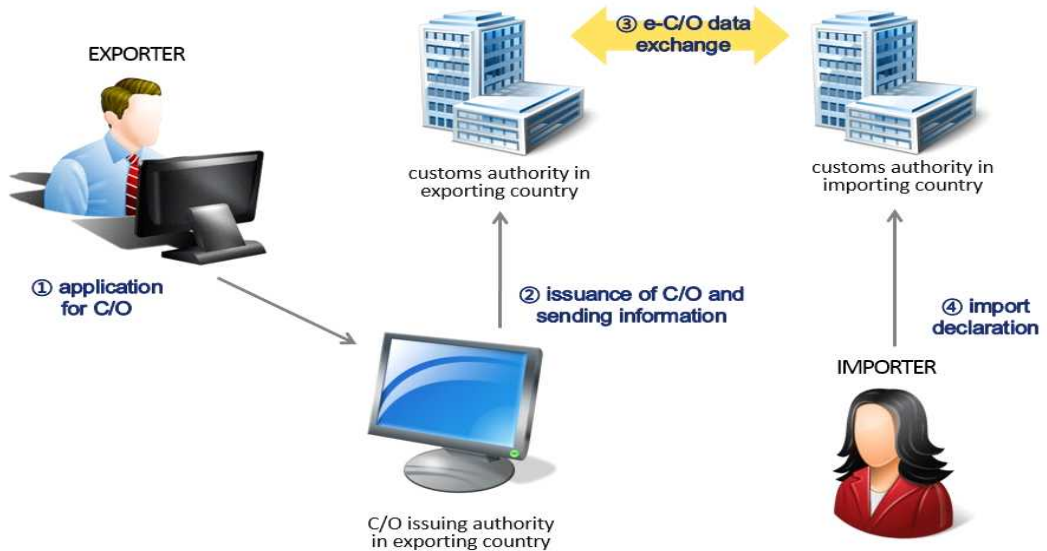 EXPORTER
③ e-C/O data
exchange
customs authority in
exporting country
customs authority in
importing country
① application
for C/O
② issuance of C/O and
sending information
④ import
declaration
IMPORTER
C/O issuing authority
in exporting country